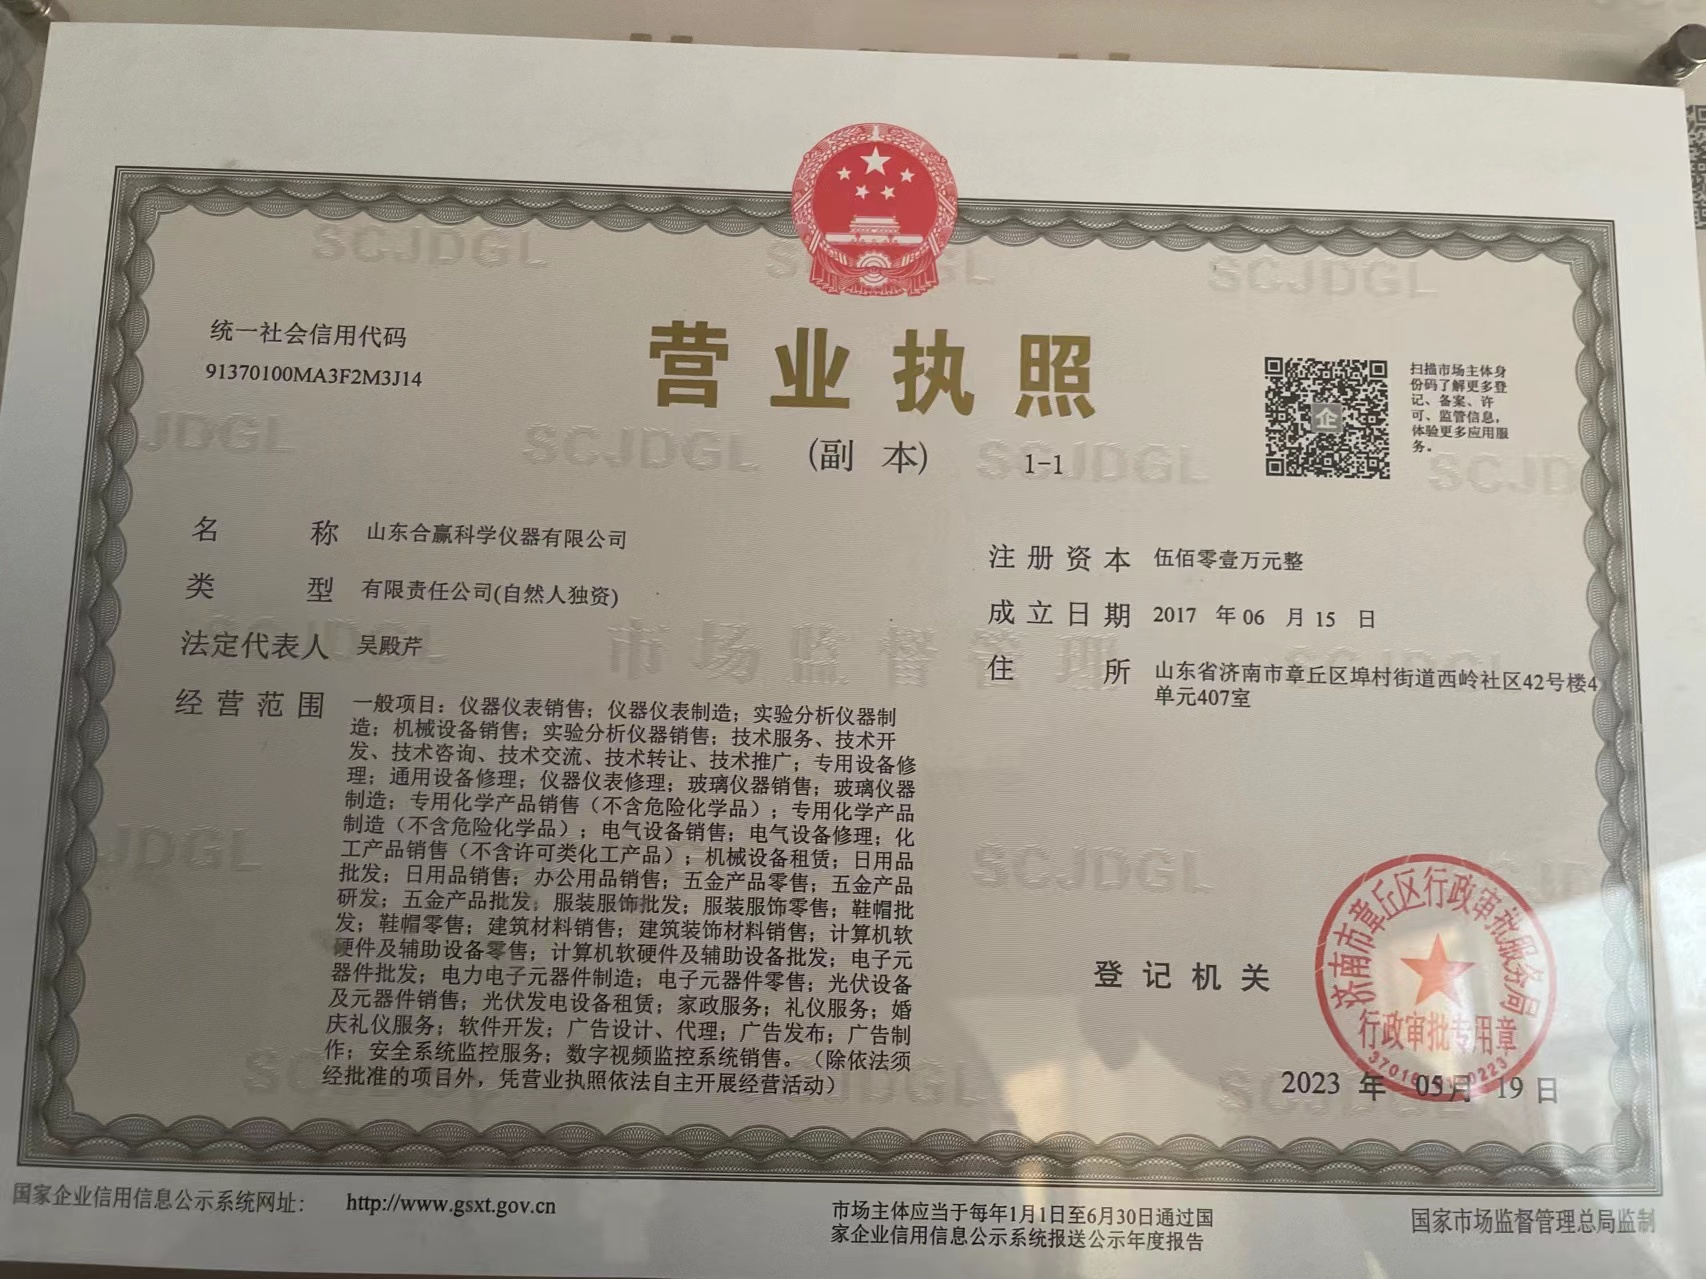 统一社会信用代码
91370100MA3F2M3J14
营业执照
(副 本)
1-1
企
扫描市场主体身
份码了解更多登
记、备案、许
可、监管信息，
体验更多应用服
务。
名 称 山东合赢科学仪器有限公司
类 型 有限责任公司(自然人独资)
法定代表人 吴殿芹
经营范围 一般项目：仪器仪表销售；仪器仪表制造；实验分析仪器制
造；机械设备销售；实验分析仪器销售；技术服务、技术开
发、技术咨询、技术交流、技术转让、技术推广；专用设备修
理；通用设备修理；仪器仪表修理；玻璃仪器销售；玻璃仪器
制造；专用化学产品销售（不含危险化学品）；专用化学产品
制造（不含危险化学品）；电气设备销售；电气设备修理；化
工产品销售（不含许可类化工产品）；机械设备租赁；日用品
批发；日用品销售；办公用品销售；五金产品零售；五金产品
研发；五金产品批发；服装服饰批发；服装服饰零售；鞋帽批
发；鞋帽零售；建筑材料销售；建筑装饰材料销售；计算机软
硬件及辅助设备零售；计算机软硬件及辅助设备批发；电子元
器件批发；电力电子元器件制造；电子元器件零售；光伏设备
及元器件销售；光伏发电设备租赁；家政服务；礼仪服务；婚
庆礼仪服务；软件开发；广告设计、代理；广告发布；广告制
作；安全系统监控服务；数字视频监控系统销售。（除依法须
经批准的项目外，凭营业执照依法自主开展经营活动）
注册资本 伍佰零壹万元整
成立日期 2017 年 06 月 15 日
住 所 山东省济南市章丘区埠村街道西岭社区42号楼4
单元407室
市场监督管理
SCJDGL
登记机关
济南市章丘区行政审批服务局
行政审批专用章
2023 年 05月 19 日
国家企业信用信息公示系统网址： http://www.gsxt.gov.cn
市场主体应当于每年1月1日至6月30日通过国
家企业信用信息公示系统报送公示年度报告
国家市场监督管理总局监制